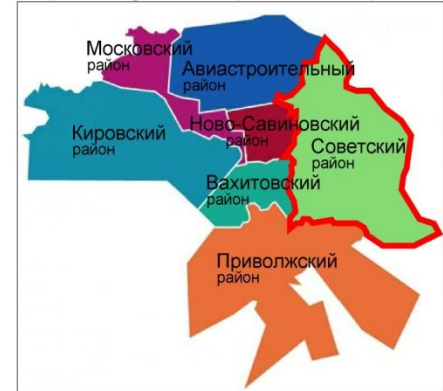 Московский
район
Авиастроительный
район
Ново-Савиновский
район
Кировский
район
Советский
район
Вахитовский
район
Приволжский
район